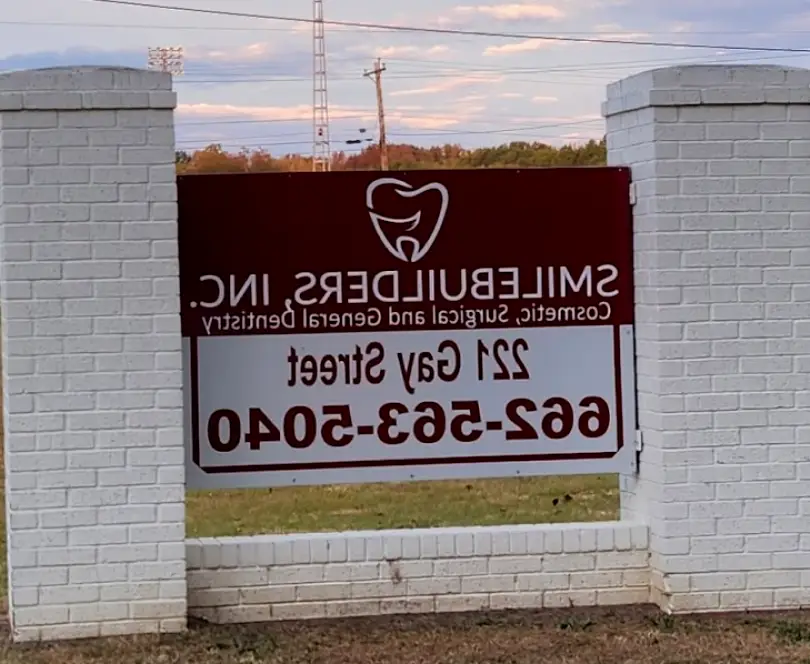 SMILEBUILDERS, INC.
Cosmetic, Surgical and General Dentistry
221 Gay Street
662-563-5040